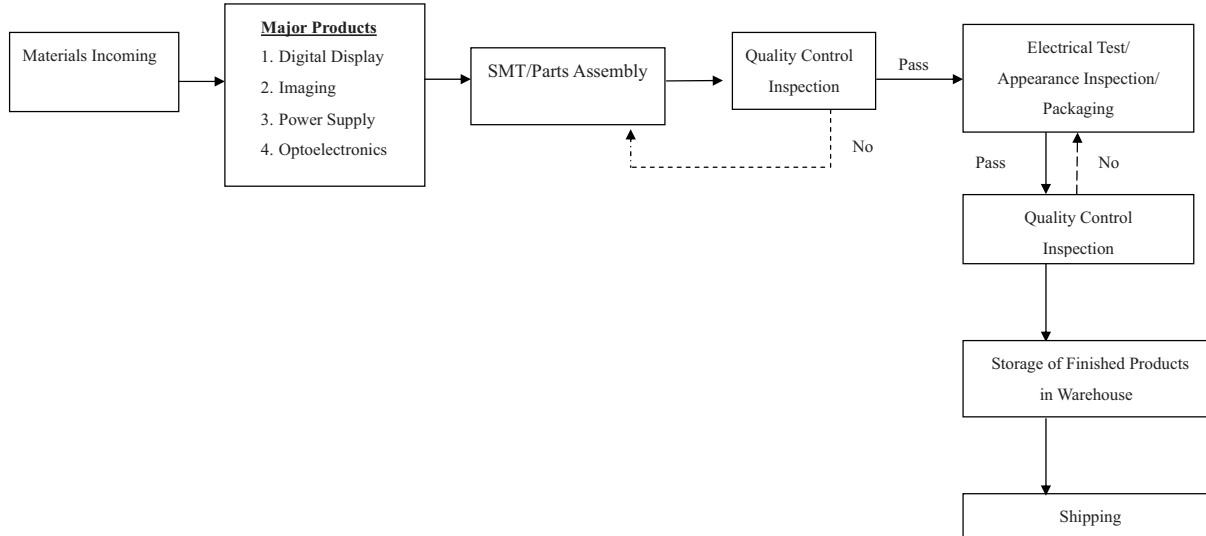 Materials Incoming
Major Products
1. Digital Display
2. Imaging
3. Power Supply
4. Optoelectronics
SMT/Parts Assembly
Quality Control
Inspection
No
Pass
Electrical Test/
Appearance Inspection/
Packaging
Pass
No
Quality Control
Inspection
Storage of Finished Products
in Warehouse
Shipping